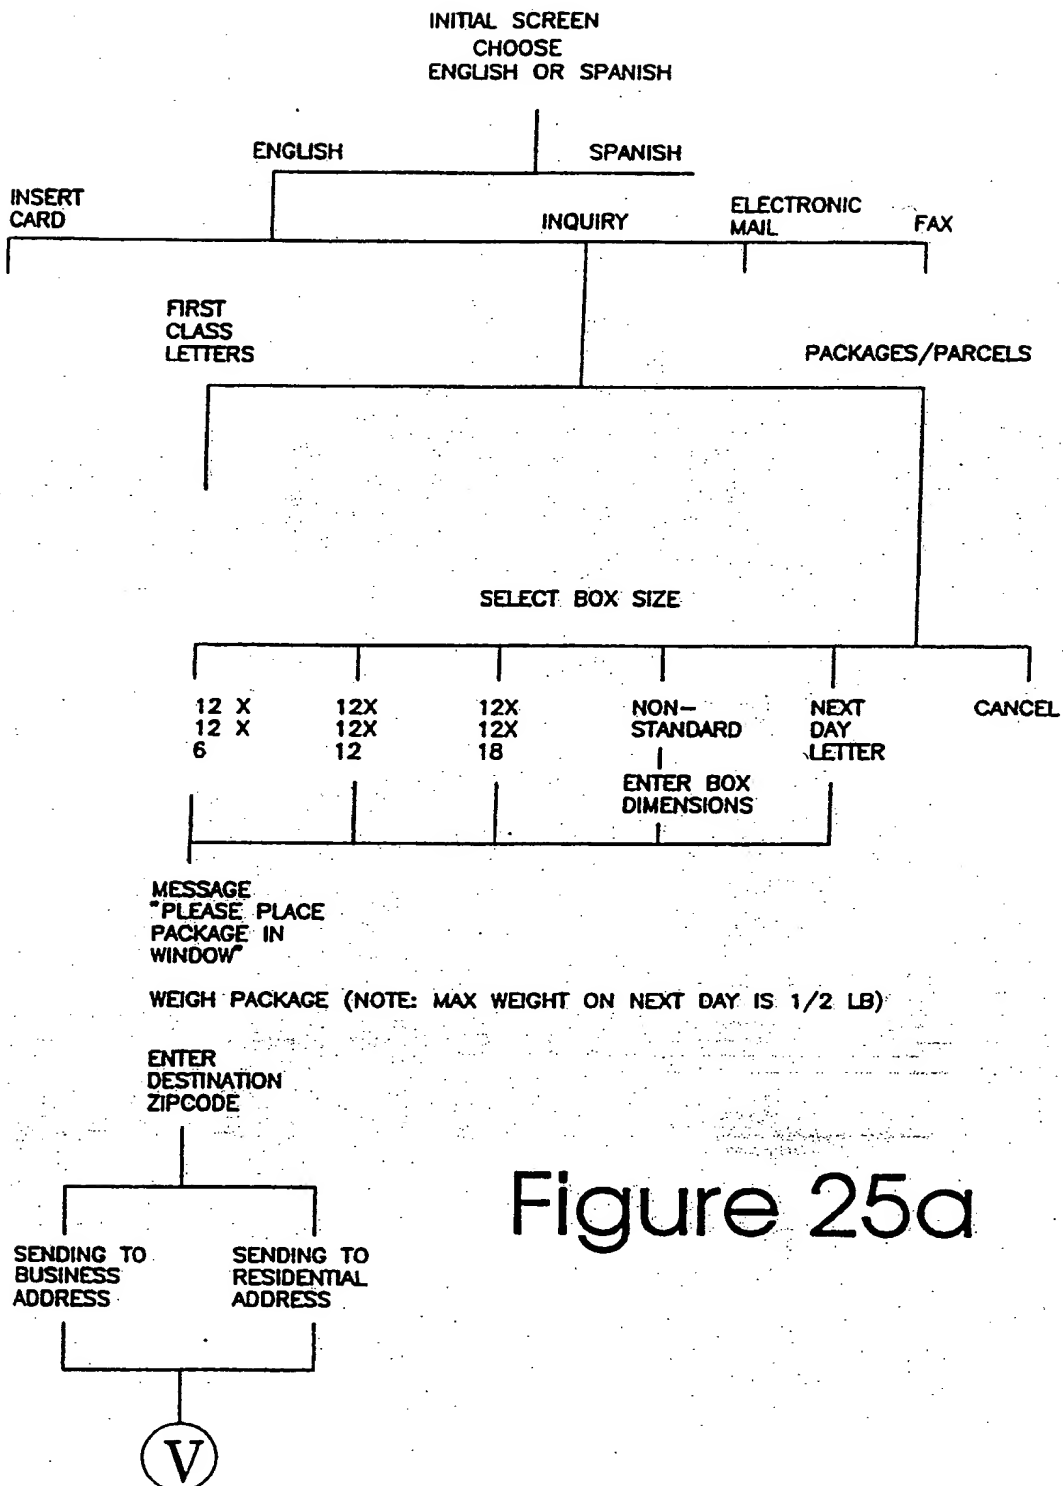 INITIAL SCREEN
CHOOSE
ENGLISH OR SPANISH
ENGLISH
SPANISH
INSERT
CARD
INQUIRY
ELECTRONIC
MAIL
FAX
FIRST
CLASS
LETTERS
PACKAGES/PARCELS
SELECT BOX SIZE
12 X
12 X
6
12X
12X
12
12X
12X
18
NON-
STANDARD
ENTER BOX
DIMENSIONS
NEXT
DAY
LETTER
CANCEL
MESSAGE
"PLEASE PLACE
PACKAGE IN
WINDOW"
WEIGH PACKAGE (NOTE: MAX WEIGHT ON NEXT DAY IS 1/2 LB)
ENTER
DESTINATION
ZIPCODE
SENDING TO
BUSINESS
ADDRESS
SENDING TO
RESIDENTIAL
ADDRESS
V
Figure 25a